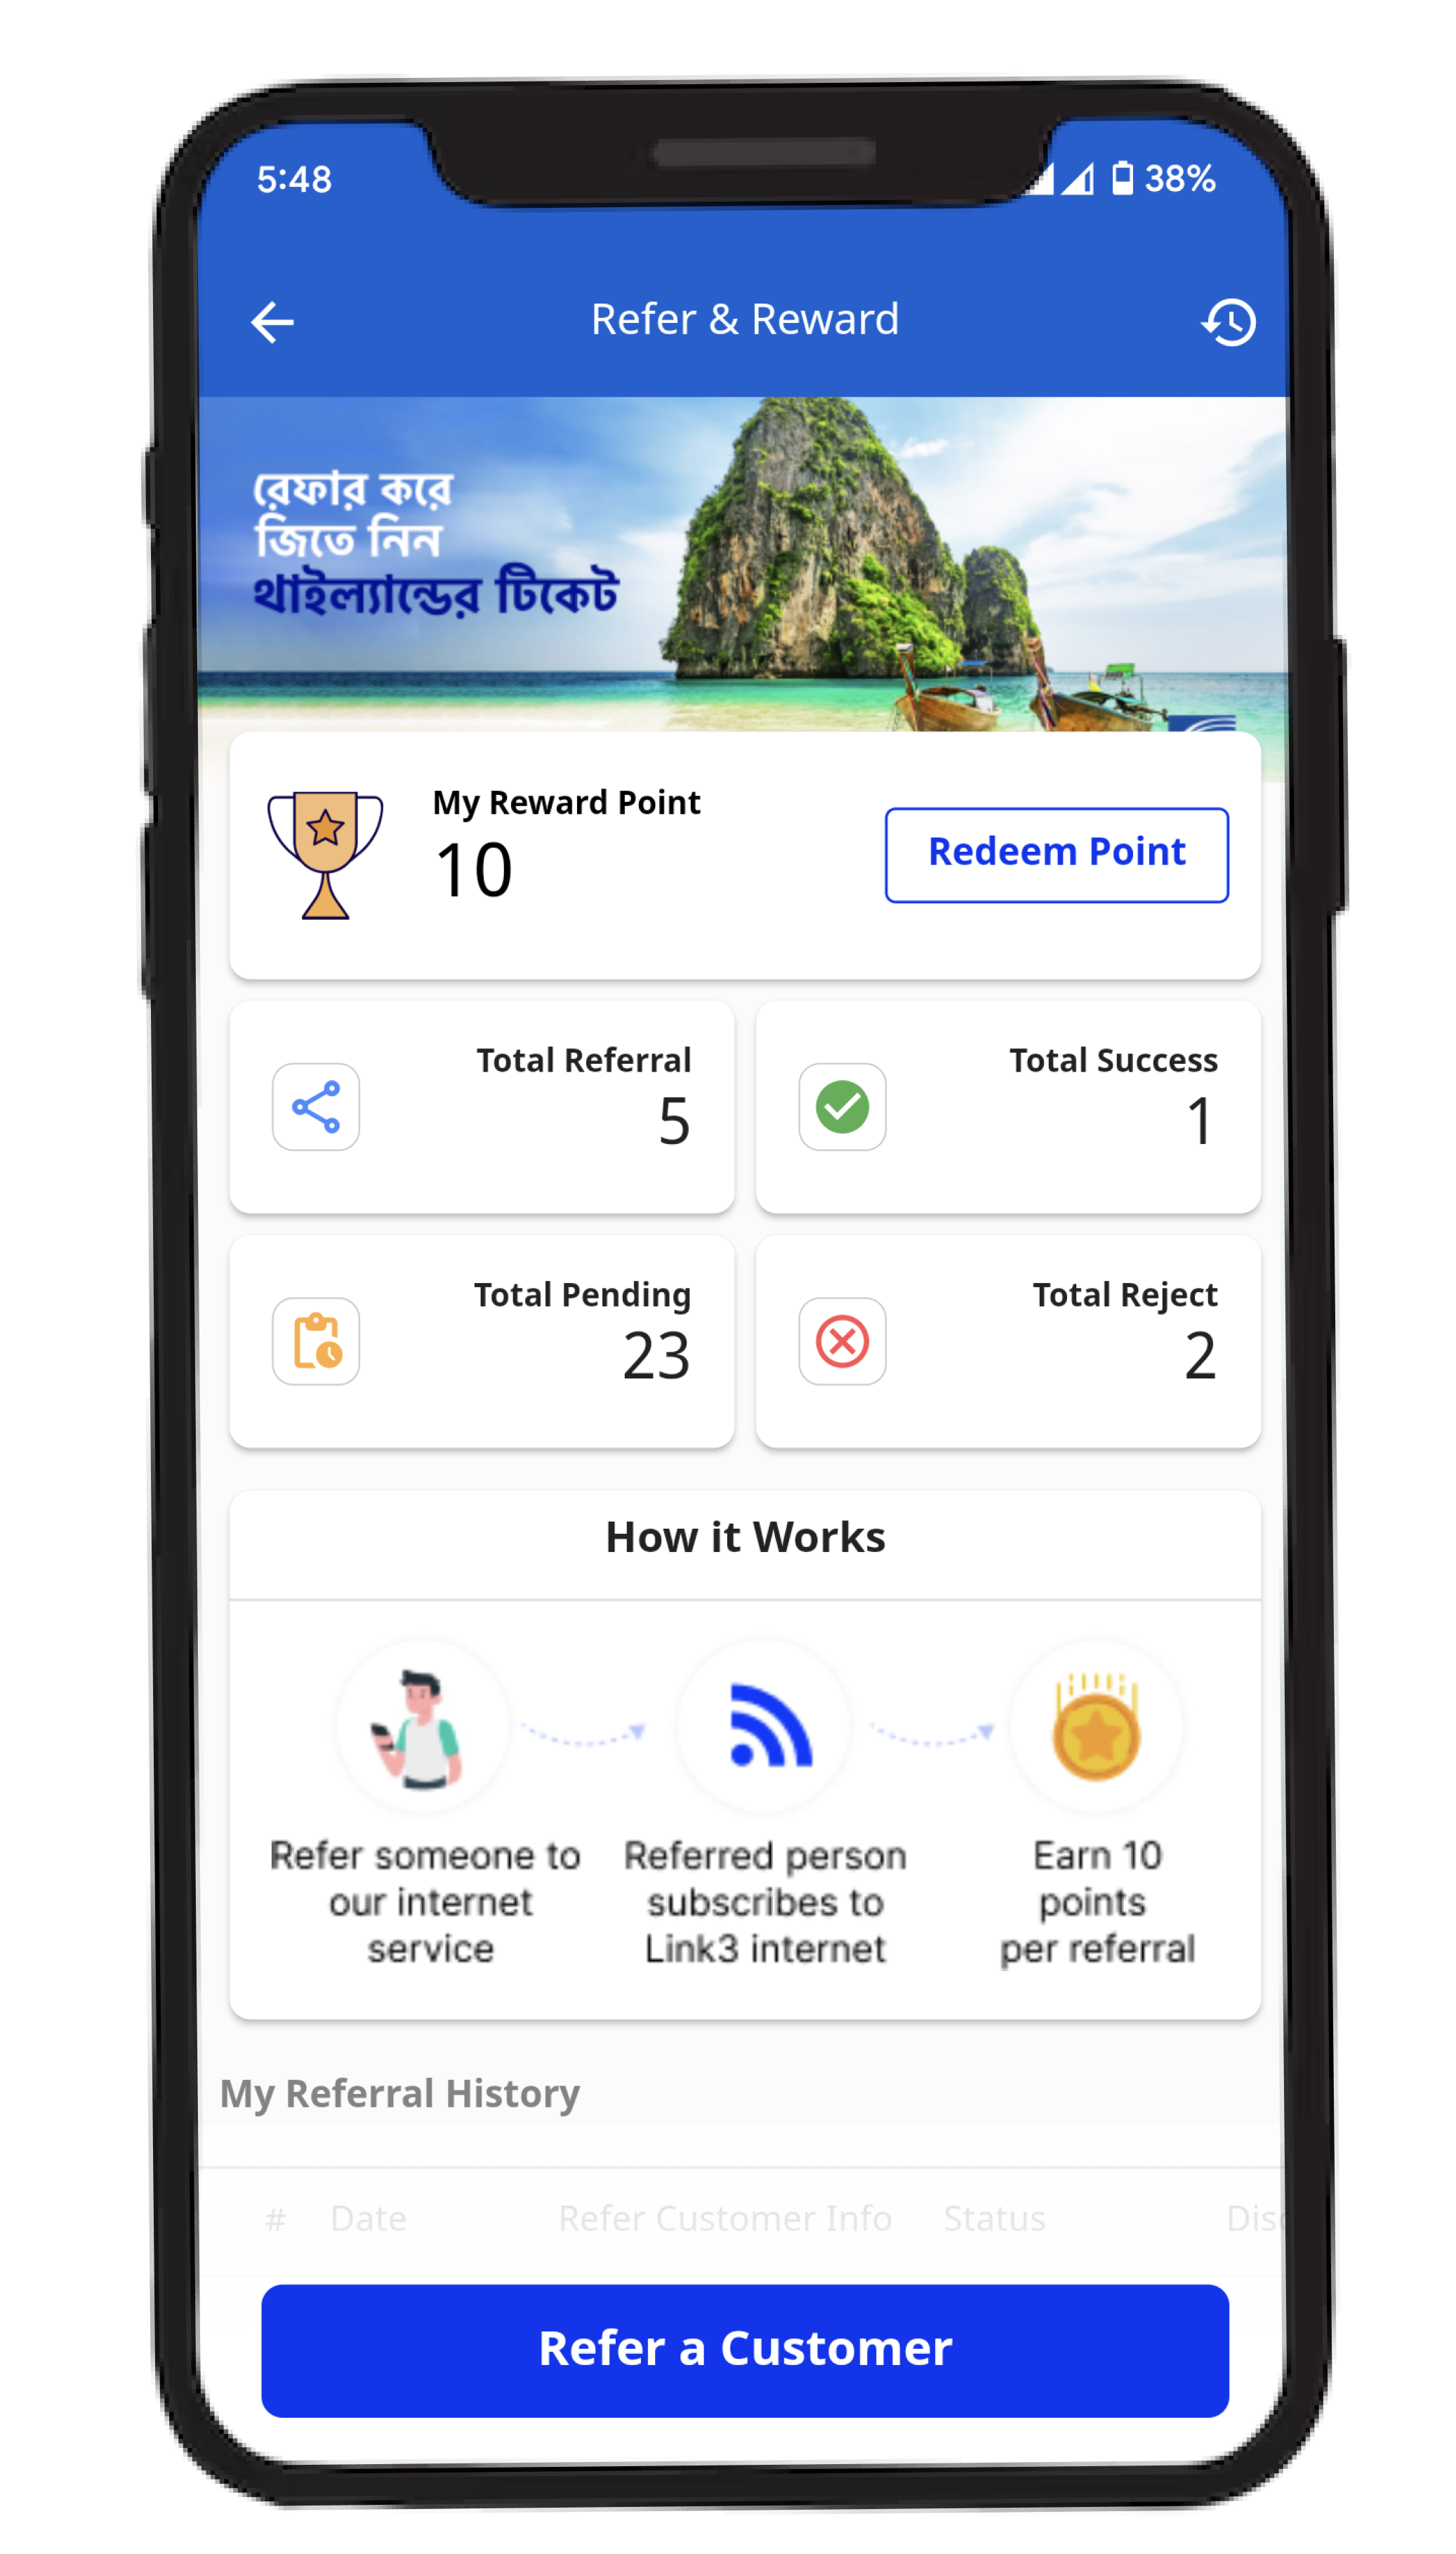 5:48
38%
Refer & Reward
রেফার করে
জিতে নিন
থাইল্যান্ডের টিকেট
My Reward Point
10
Redeem Point
Total Referral
5
Total Success
1
Total Pending
23
Total Reject
2
How it Works
Refer someone to
our internet
service
Referred person
subscribes to
Link3 internet
Earn 10
points
per referral
My Referral History
# Date Refer Customer Info Status
Refer a Customer